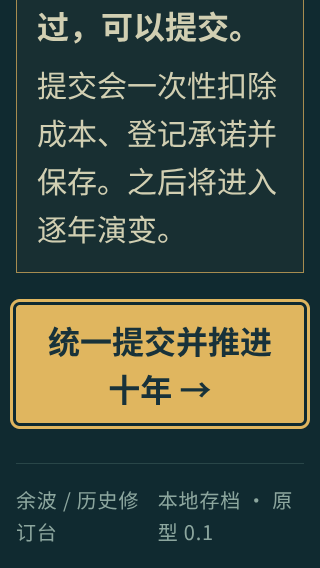 过，可以提交。
提交会一次性扣除
成本、登记承诺并
保存。之后将进入
逐年演变。
统一提交并推进
十年 →
余波 / 历史修
订台
本地存档 · 原
型 0.1